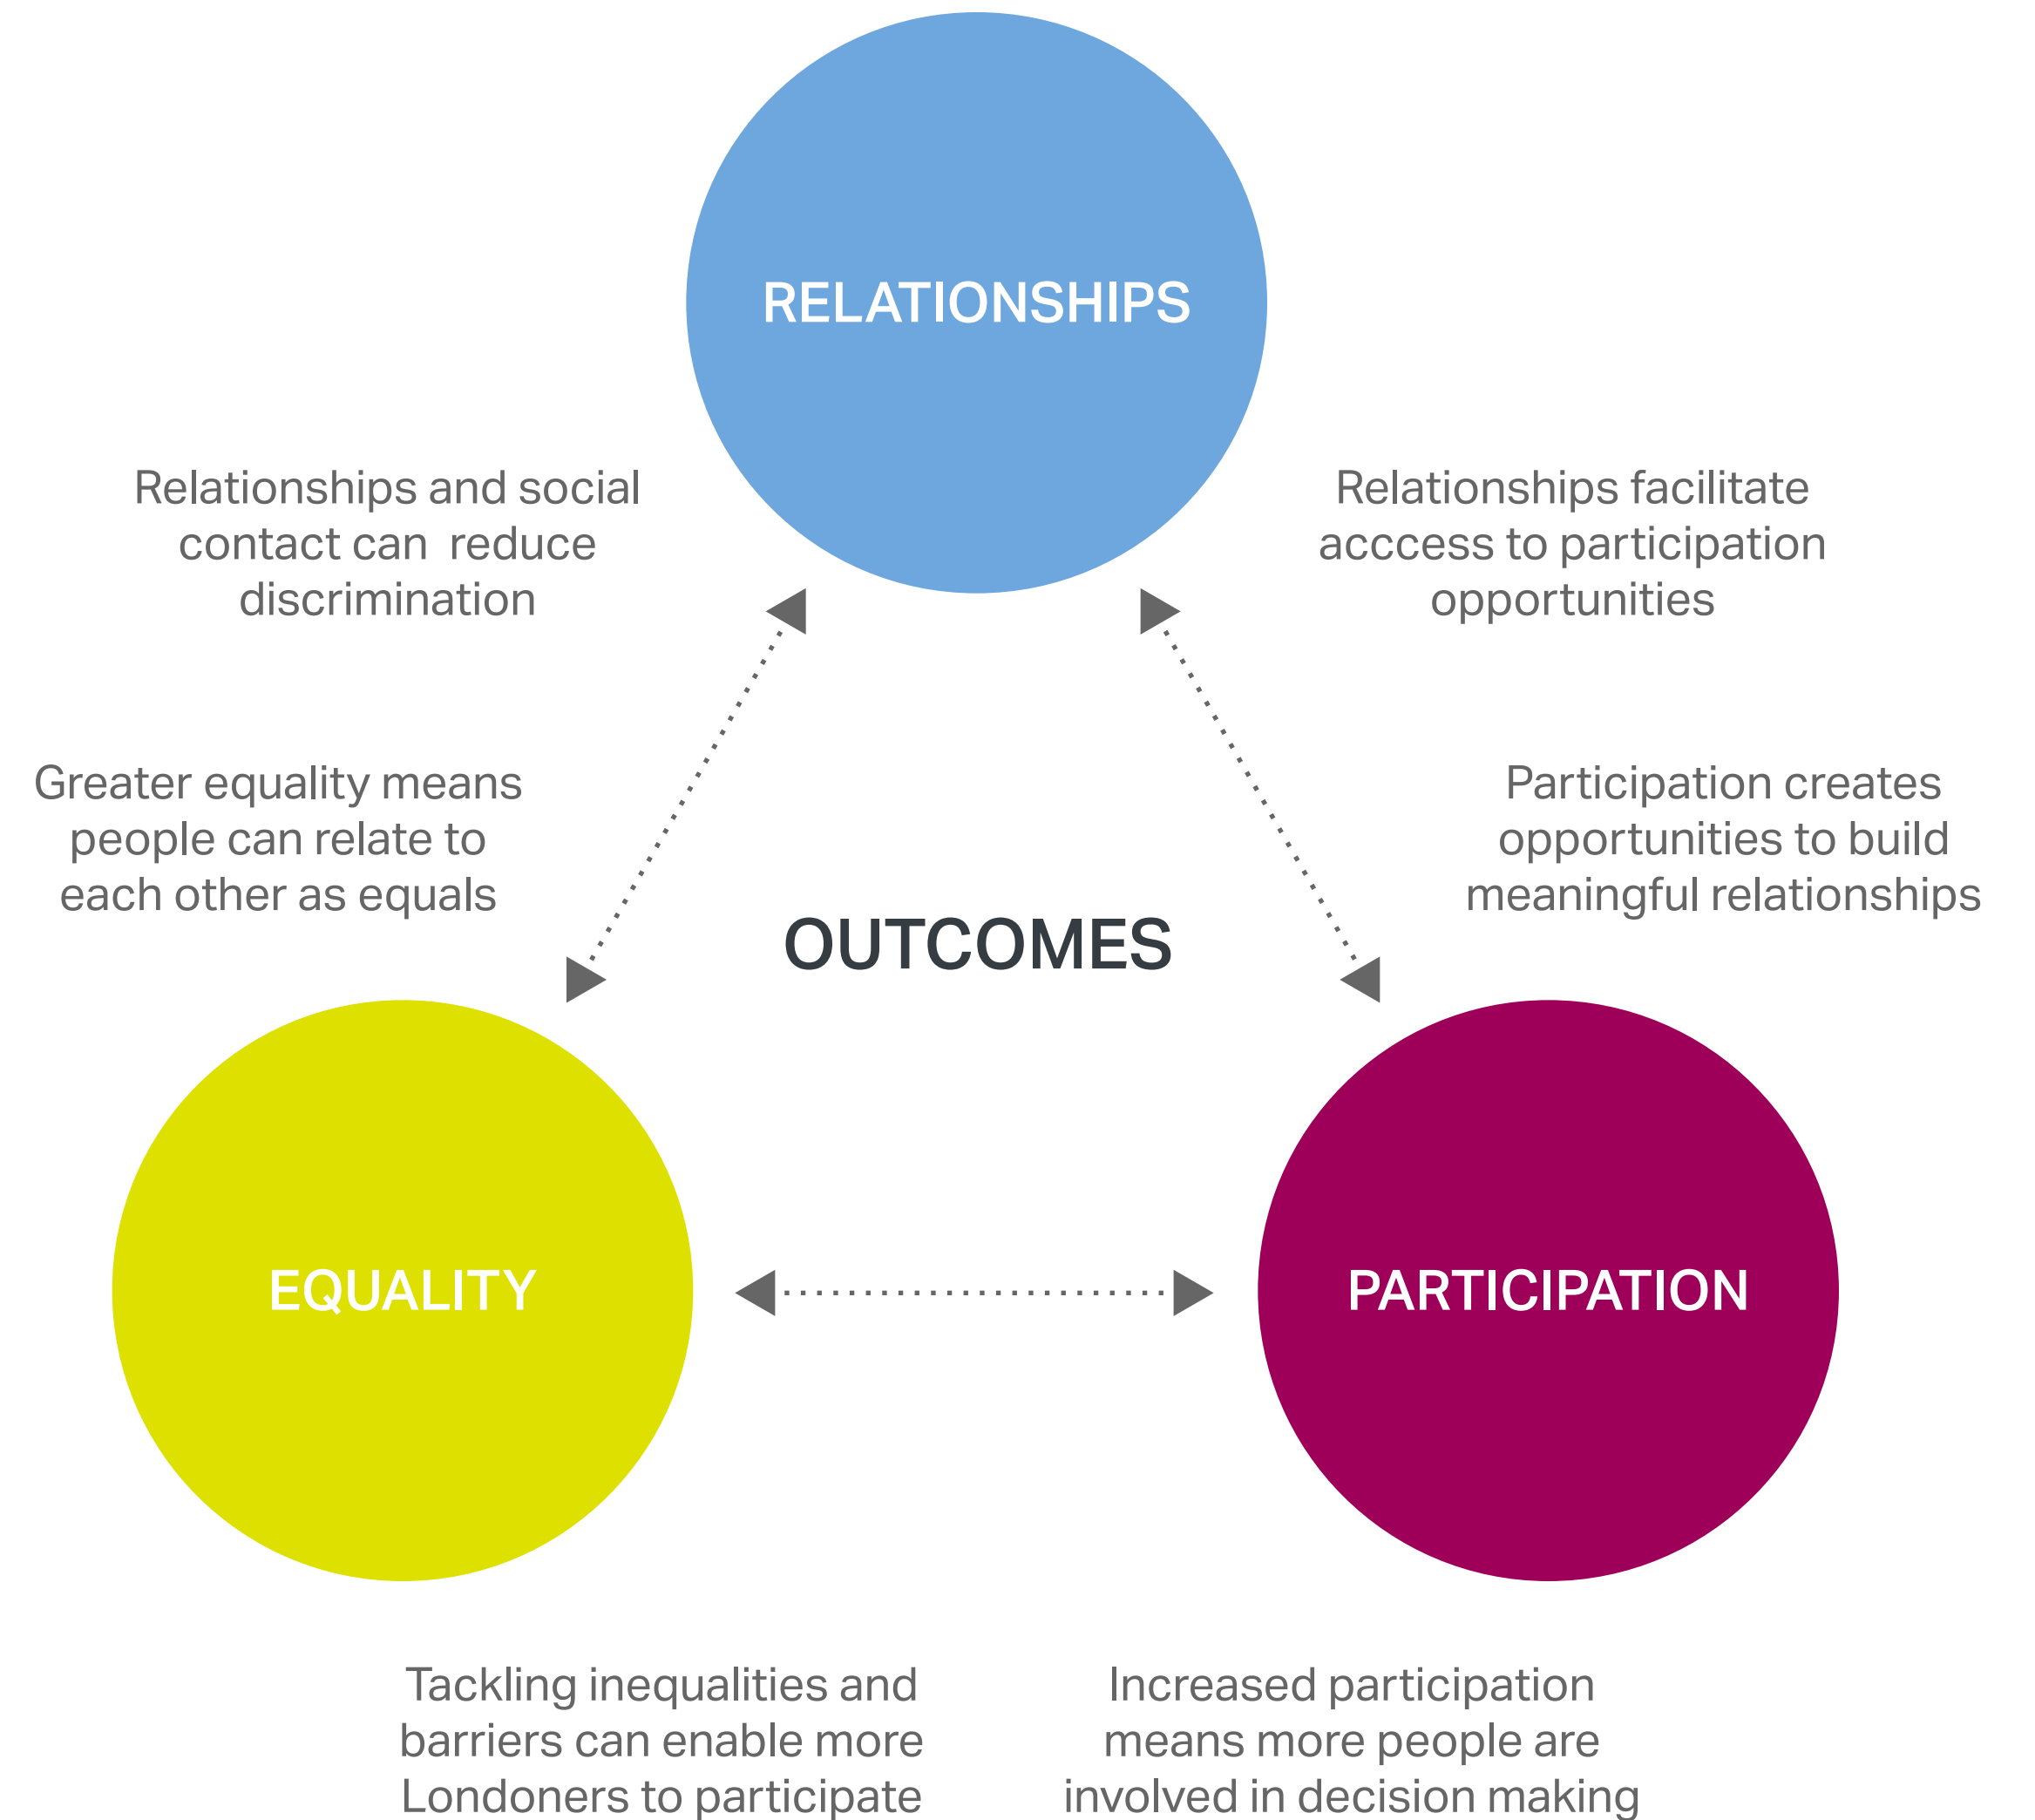 RELATIONSHIPS
Relationships and social
contact can reduce
discrimination
Relationships facilitate
access to participation
opportunities
Greater equality means
people can relate to
each other as equals
Participation creates
opportunities to build
meaningful relationships
OUTCOMES
EQUALITY
PARTICIPATION
Tackling inequalities and
barriers can enable more
Londoners to participate
Increased participation
means more people are
involved in decision making